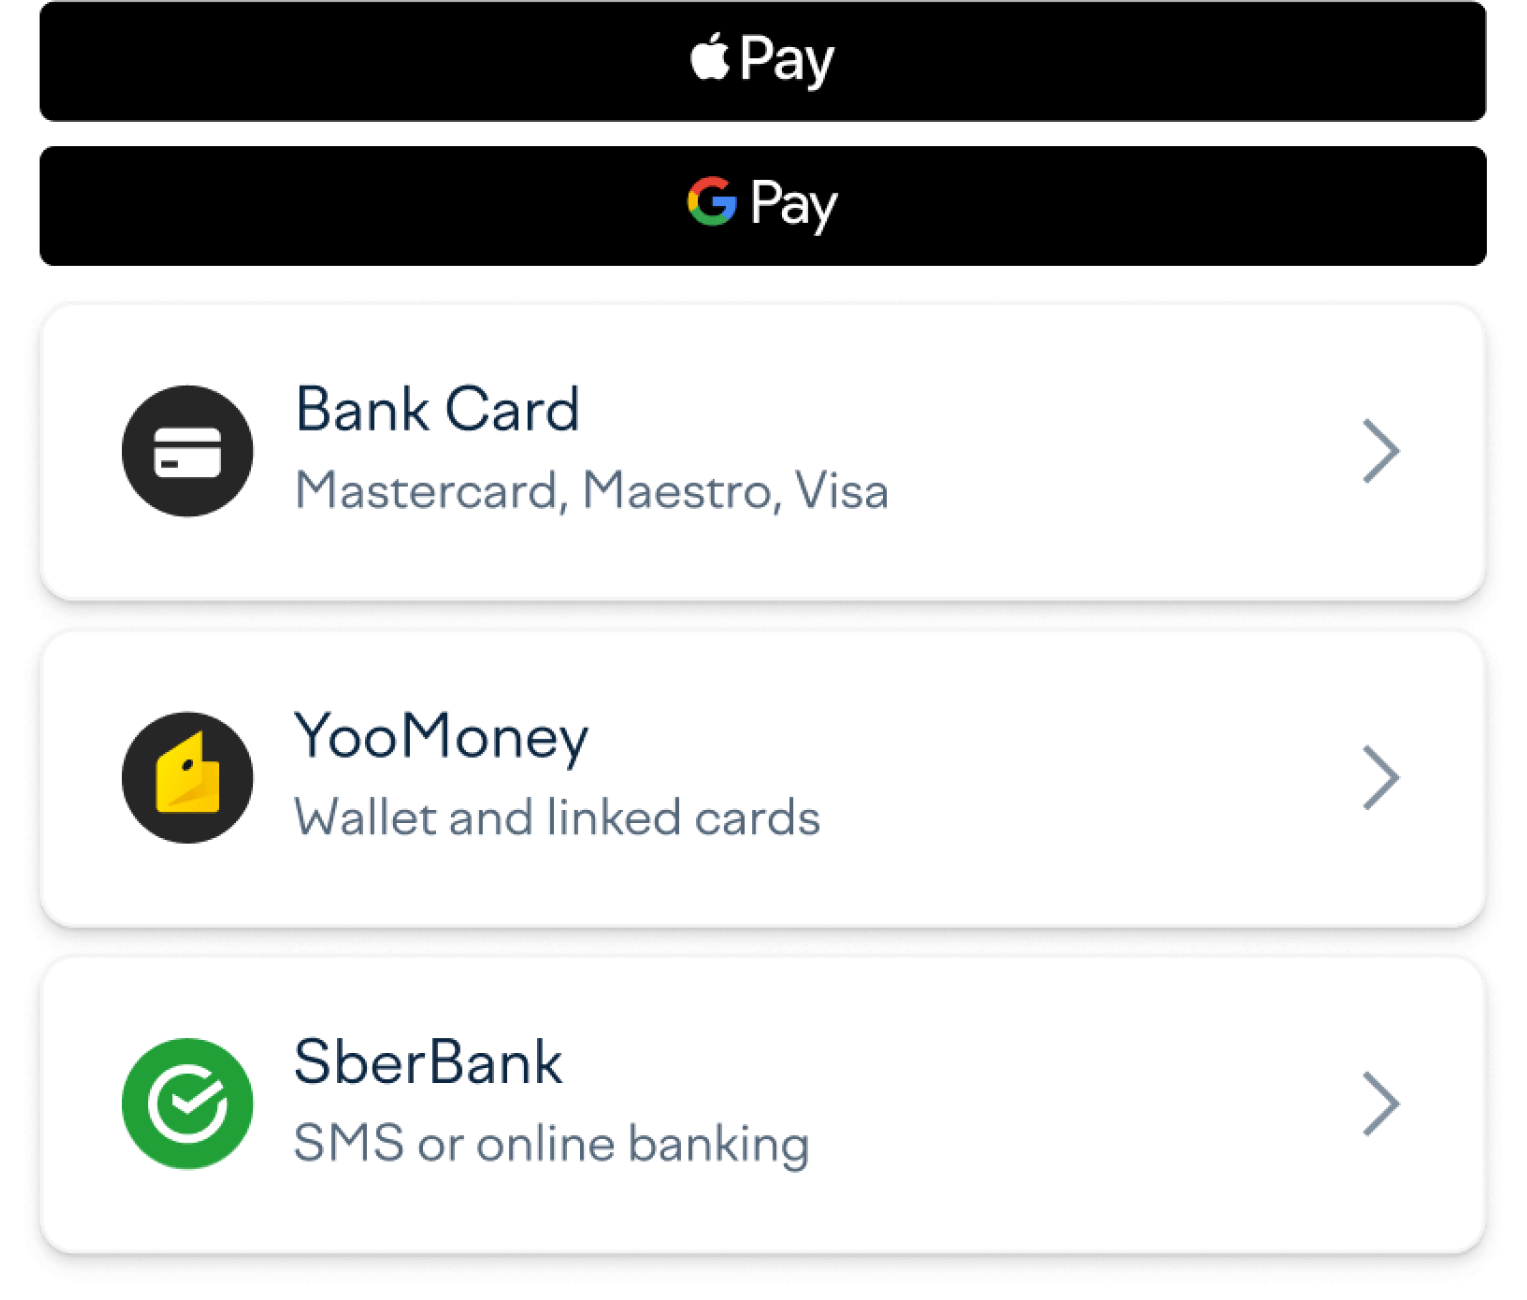 Pay
G Pay
Bank Card
Mastercard, Maestro, Visa
YooMoney
Wallet and linked cards
SberBank
SMS or online banking